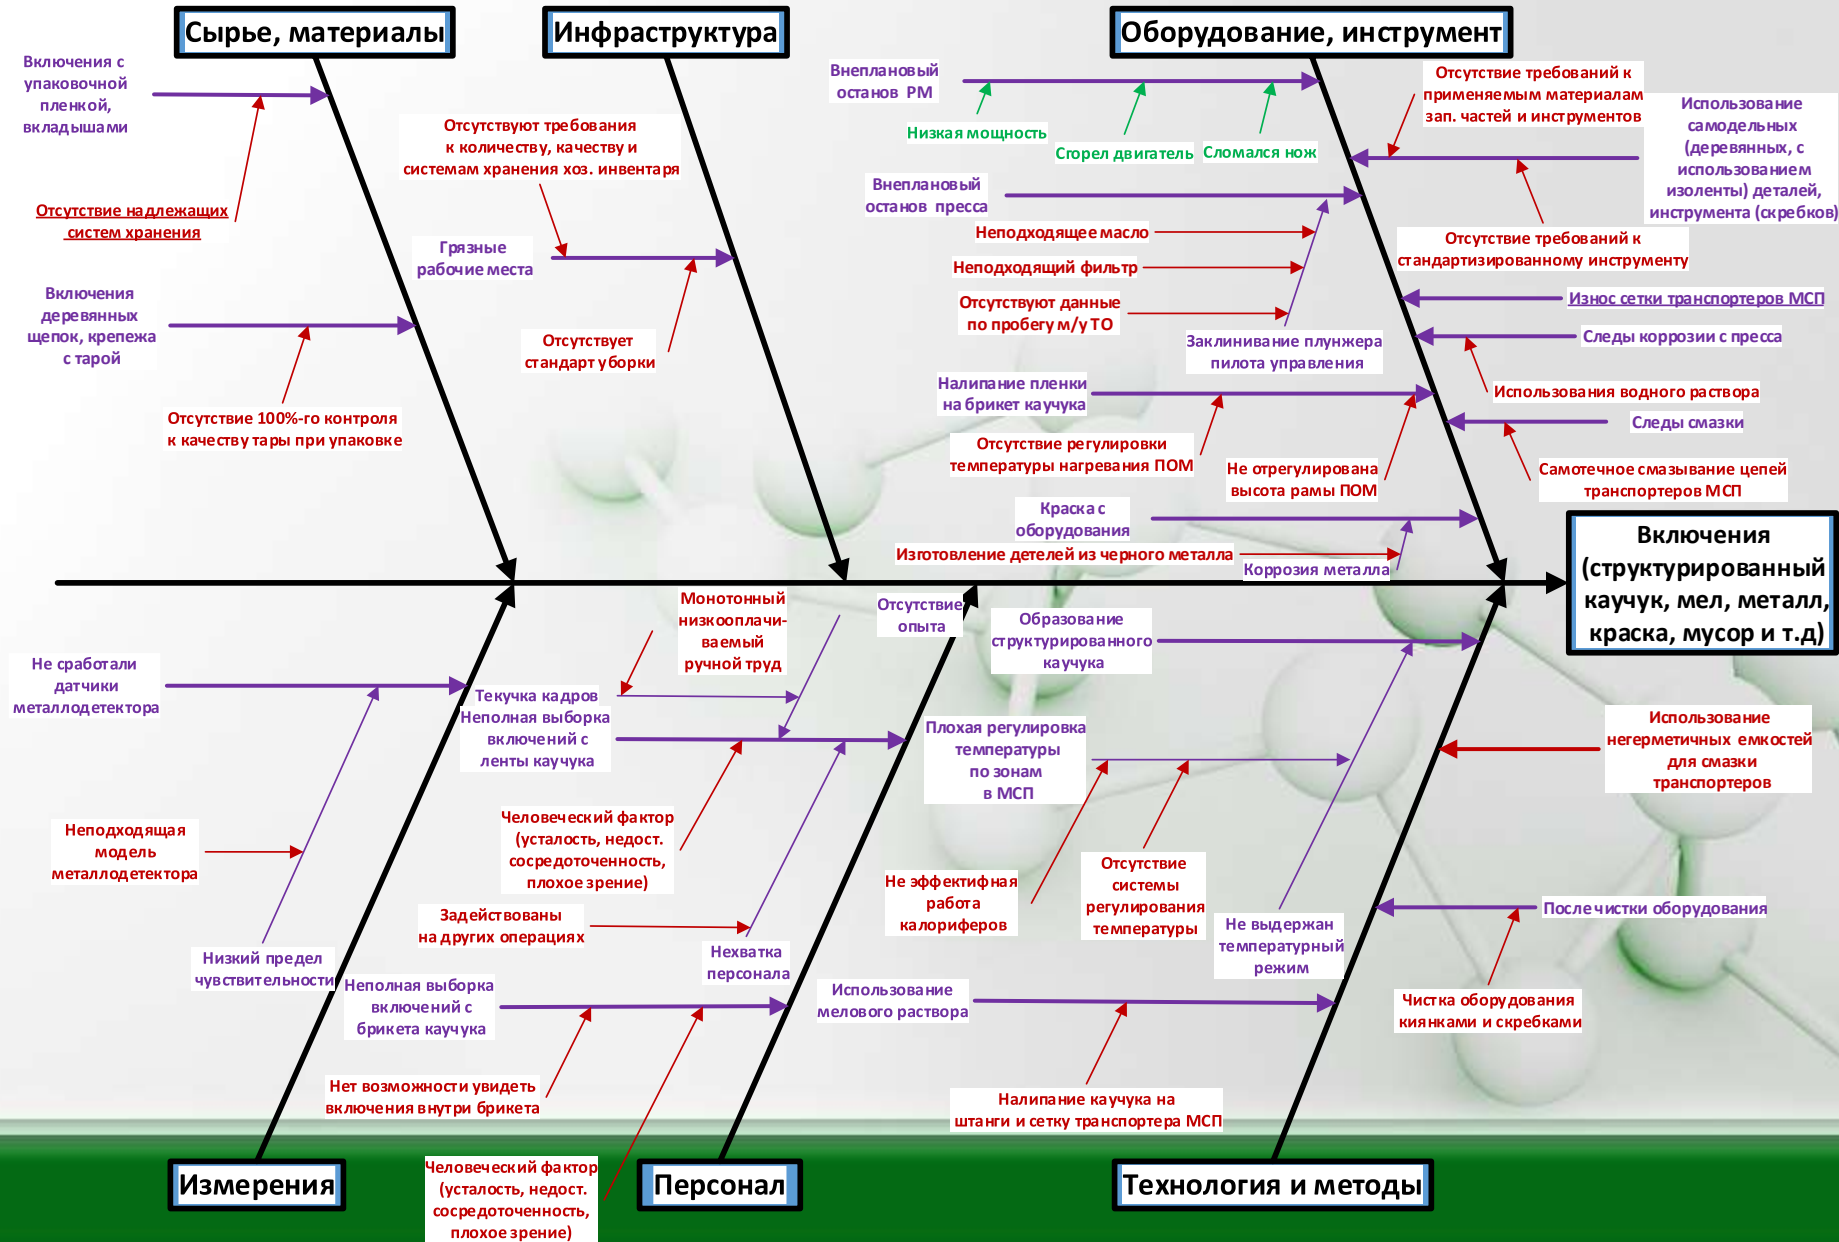 Сырье, материалы
Инфраструктура
Оборудование, инструмент
Включения с
упаковочной
пленкой,
вкладышами
Отсутствие надлежащих
систем хранения
Включения
деревянных
щепок, крепежа
с тарой
Отсутствие 100%-го контроля
к качеству тары при упаковке
Отсутствуют требования
к количеству, качеству и
системам хранения хоз. инвентаря
Грязные
рабочие места
Отсутствует
стандарт уборки
Внеплановый
останов РМ
Низкая мощность
Сгорел двигатель
Сломался нож
Внеплановый
останов пресса
Неподходящее масло
Неподходящий фильтр
Отсутствуют данные
по пробегу м/у ТО
Заклинивание плунжера
пилота управления
Налипание пленки
на брикет каучука
Отсутствие регулировки
температуры нагревания ПОМ
Не отрегулирована
высота рамы ПОМ
Краска с
оборудования
Изготовление деталей из черного металла
Коррозия металла
Отсутствие требований к
применяемым материалам
зап. частей и инструментов
Использование
самодельных
(деревянных, с
использованием
изоленты) деталей,
инструмента (скребков)
Отсутствие требований к
стандартизированному инструменту
Износ сетки транспортеров МСП
Следы коррозии с пресса
Использования водного раствора
Следы смазки
Самотечное смазывание цепей
транспортеров МСП
Включения
(структурированный
каучук, мел, металл,
краска, мусор и т.д)
Не сработали
датчики
металлодетектора
Неподходящая
модель
металлодетектора
Низкий предел
чувствительности
Монотонный
низкооплачи-
ваемый
ручной труд
Отсутствие
опыта
Текучка кадров
Неполная выборка
включений с
ленты каучука
Человеческий фактор
(усталость, недост.
сосредоточенность,
плохое зрение)
Задействованы
на других операциях
Нехватка
персонала
Неполная выборка
включений с
брикета каучука
Нет возможности увидеть
включения внутри брикета
Человеческий фактор
(усталость, недост.
сосредоточенность,
плохое зрение)
Образование
структурированного
каучука
Плохая регулировка
температуры
по зонам
в МСП
Не эффектифная
работа
калориферов
Отсутствие
системы
регулирования
температуры
Не выдержан
температурный
режим
Использование
мелового раствора
Налипание каучука на
штанги и сетку транспортера МСП
Использование
негерметичных емкостей
для смазки
транспортеров
После чистки оборудования
Чистка оборудования
киянками и скребками
Измерения
Персонал
Технология и методы